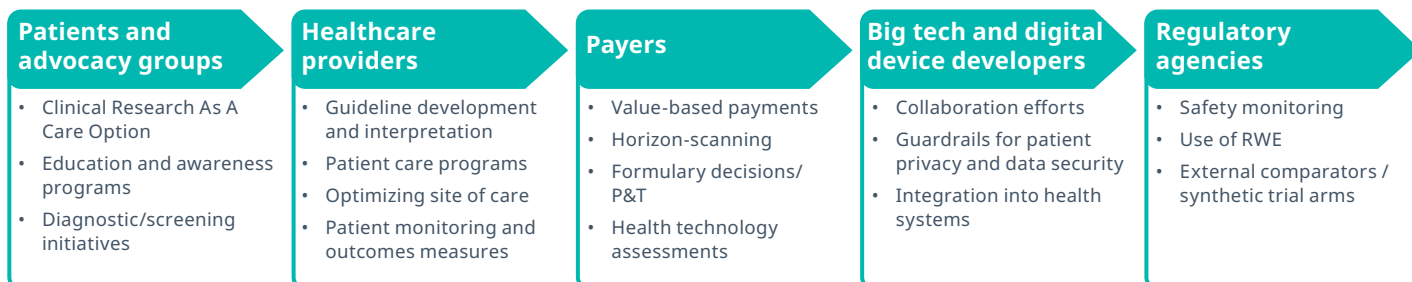 Patients and
advocacy groups
• Clinical Research As A
Care Option
• Education and awareness
programs
• Diagnostic/screening
initiatives
Healthcare
providers
• Guideline development
and interpretation
• Patient care programs
• Optimizing site of care
• Patient monitoring and
outcomes measures
Payers
• Value-based payments
• Horizon-scanning
• Formulary decisions/
P&T
• Health technology
assessments
Big tech and digital
device developers
• Collaboration efforts
• Guardrails for patient
privacy and data security
• Integration into health
systems
Regulatory
agencies
• Safety monitoring
• Use of RWE
• External comparators /
synthetic trial arms